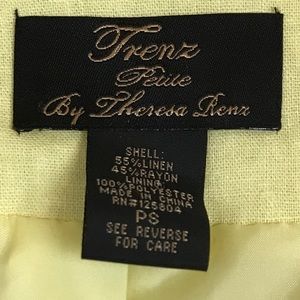 Trenz
Petite
By Theresa Renz
SHELL:
55%LINEN
45%RAYON
LINING:
100%POLYESTER
MADE IN CHINA
RN#125604
PS
SEE REVERSE
FOR CARE